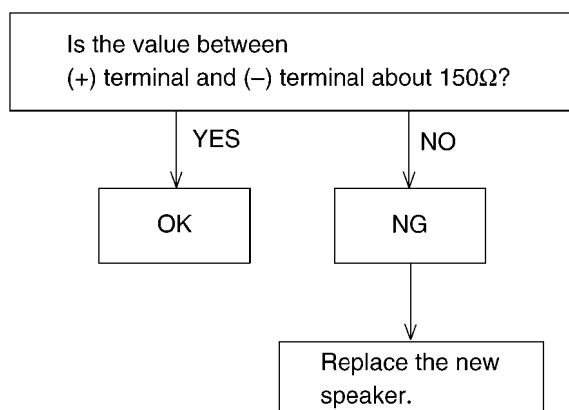 Is the value between
(+) terminal and (–) terminal about 150Ω?
YES
NO
OK
NG
Replace the new
speaker.